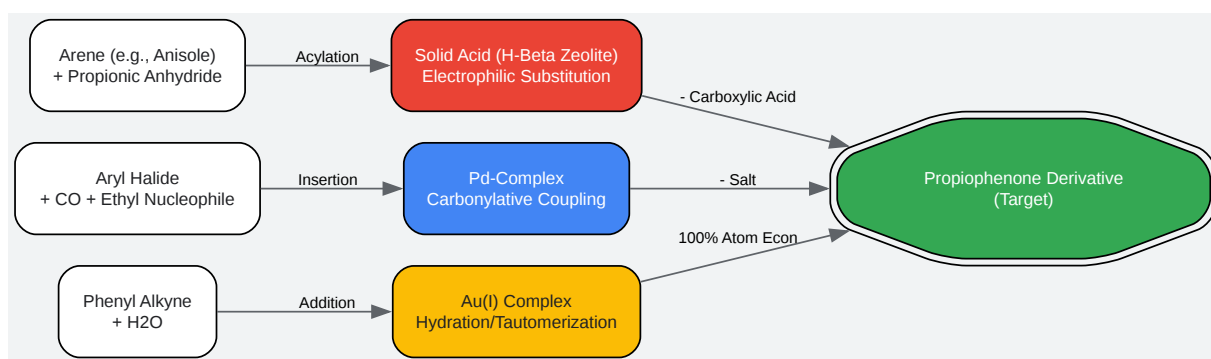 Arene (e.g., Anisole)
+ Propionic Anhydride
Acylation
Solid Acid (H-Beta Zeolite)
Electrophilic Substitution
- Carboxylic Acid
Aryl Halide
+ CO + Ethyl Nucleophile
Insertion
Pd-Complex
Carbonylative Coupling
- Salt
Propiophenone Derivative
(Target)
Phenyl Alkyne
+ H2O
Addition
Au(I) Complex
Hydration/Tautomerization
100% Atom Econ